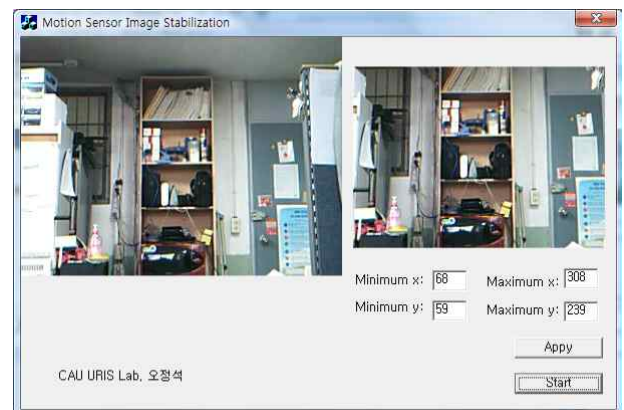 Motion Sensor Image Stabilization
Minimum x: 68
Maximum x: 308
Minimum y: 59
Maximum y: 239
Appy
CAU URIS Lab, 오정석
Start